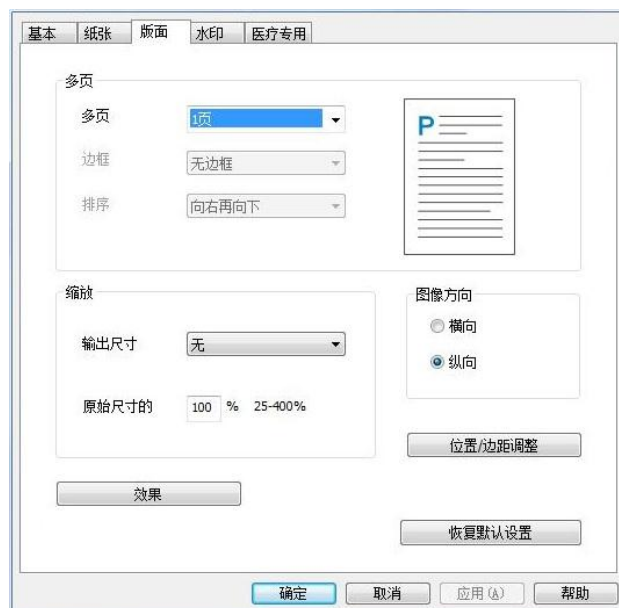 基本 纸张 版面 水印 医疗专用
多页
多页 1页
边框 无边框
排序 向右再向下
P
缩放
输出尺寸 无
原始尺寸的 100 % 25-400%
图像方向
横向
纵向
位置/边距调整
效果
恢复默认设置
确定 取消 应用(A) 帮助